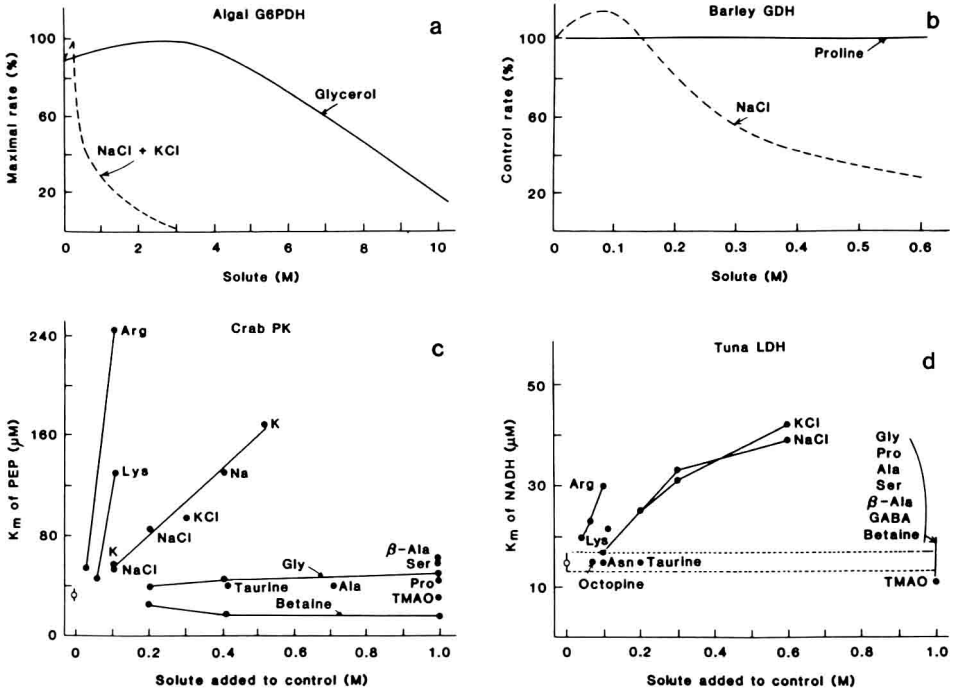 Algal G6PDH
a
Maximal rate (%)
100
60
20
Glycerol
NaCl + KCl
0 2 4 6 8 10
Solute (M)
Barley GDH
b
Control rate (%)
100
60
20
Proline
NaCl
0 0.1 0.2 0.3 0.4 0.5 0.6
Solute (M)
Crab PK
c
Km of PEP (μM)
240
160
80
0
Arg
Lys
K
Na
KCl
NaCl
K
NaCl
Gly
Taurine
Ala
Betaine
β-Ala
Ser
Pro
TMAO
0 0.2 0.4 0.6 0.8 1.0
Solute added to control (M)
Tuna LDH
d
Km of NADH (μM)
50
30
15
0
KCl
NaCl
Arg
Lys
Asn
Taurine
Octopine
Gly
Pro
Ala
Ser
β-Ala
GABA
Betaine
TMAO
0 0.2 0.4 0.6 0.8 1.0
Solute added to control (M)